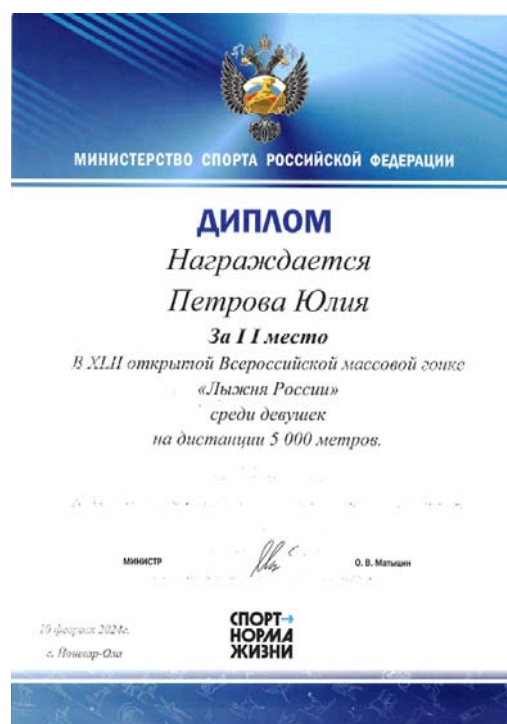 МИНИСТЕРСТВО СПОРТА РОССИЙСКОЙ ФЕДЕРАЦИИ
ДИПЛОМ
Награждается
Петрова Юлия
За I I место
В XLII открытой Всероссийской массовой гонке
«Лыжня России»
среди девушек
на дистанции 5 000 метров.
МИНИСТР
О. В. Матыцин
февраля 2024г.
г. Йошкар-Ола
СПОРТ→
НОРМА
ЖИЗНИ